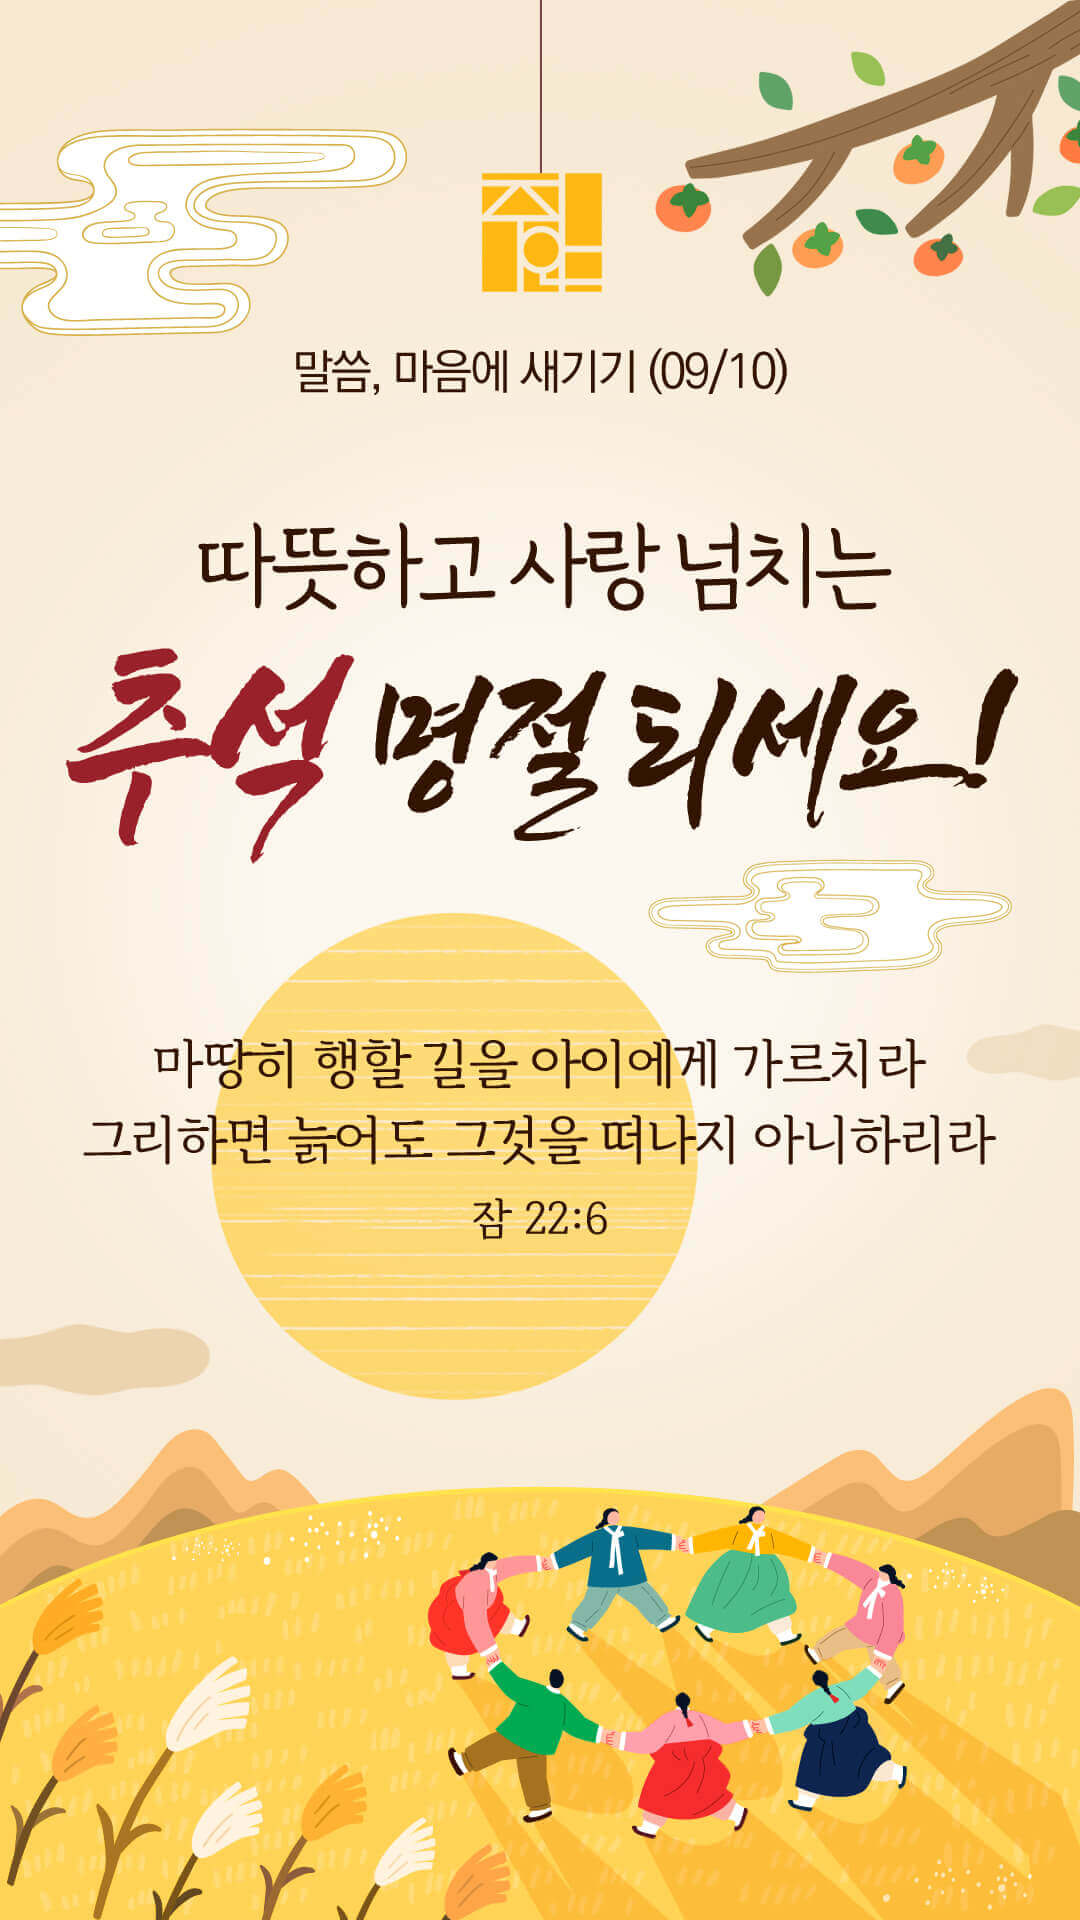 주원
말씀, 마음에 새기기 (09/10)
따뜻하고 사랑 넘치는
추석 명절 되세요!
마땅히 행할 길을 아이에게 가르치라
그리하면 늙어도 그것을 떠나지 아니하리라
잠 22:6